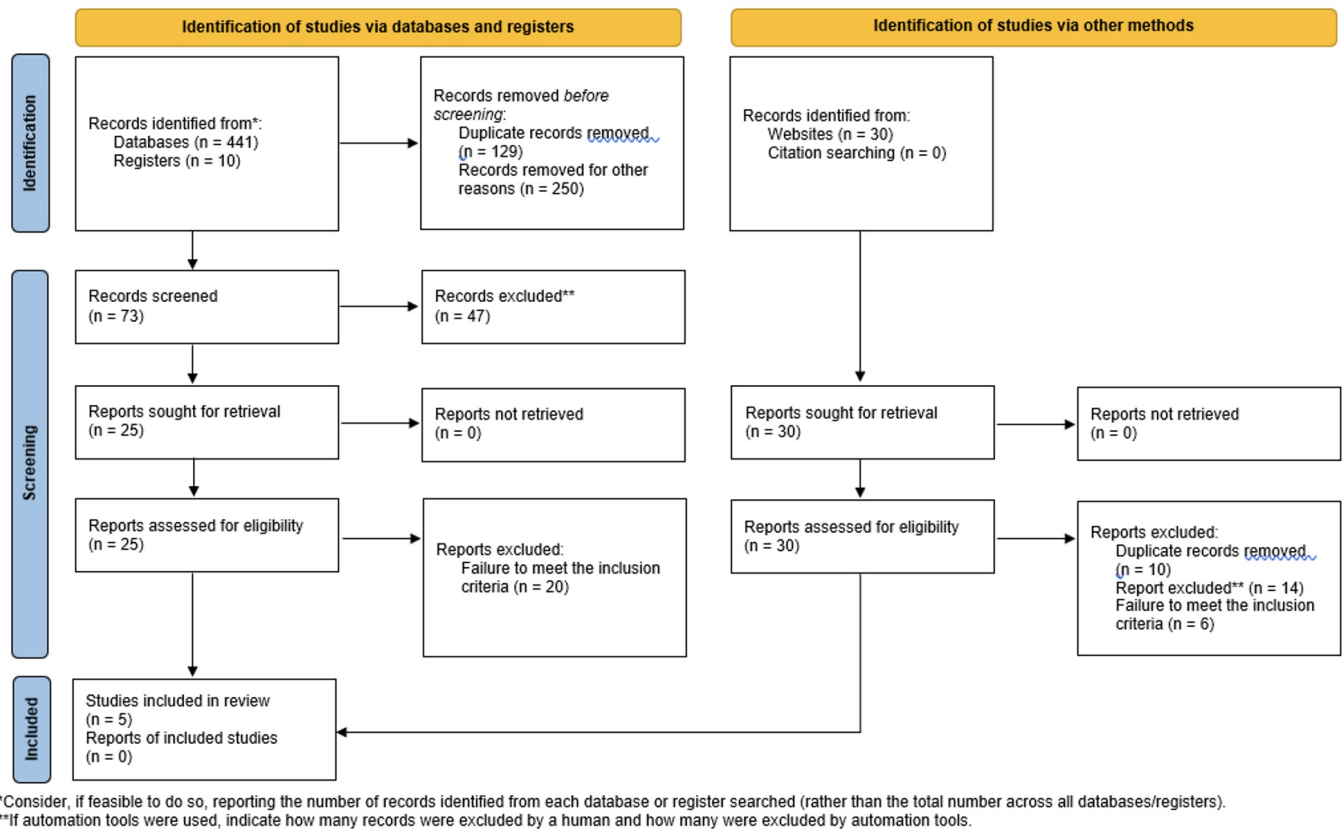 Identification of studies via databases and registers
Identification of studies via other methods
Identification
Records identified from*:
Databases (n = 441)
Registers (n = 10)
Records removed before
screening:
Duplicate records removed
(n = 129)
Records removed for other
reasons (n = 250)
Records identified from:
Websites (n = 30)
Citation searching (n = 0)
Screening
Records screened
(n = 73)
Records excluded**
(n = 47)
Reports sought for retrieval
(n = 25)
Reports not retrieved
(n = 0)
Reports sought for retrieval
(n = 30)
Reports not retrieved
(n = 0)
Reports assessed for eligibility
(n = 25)
Reports excluded:
Failure to meet the inclusion
criteria (n = 20)
Reports assessed for eligibility
(n = 30)
Reports excluded:
Duplicate records removed
(n = 10)
Report excluded** (n = 14)
Failure to meet the inclusion
criteria (n = 6)
Included
Studies included in review
(n = 5)
Reports of included studies
(n = 0)
*Consider, if feasible to do so, reporting the number of records identified from each database or register searched (rather than the total number across all databases/registers).
**If automation tools were used, indicate how many records were excluded by a human and how many were excluded by automation tools.